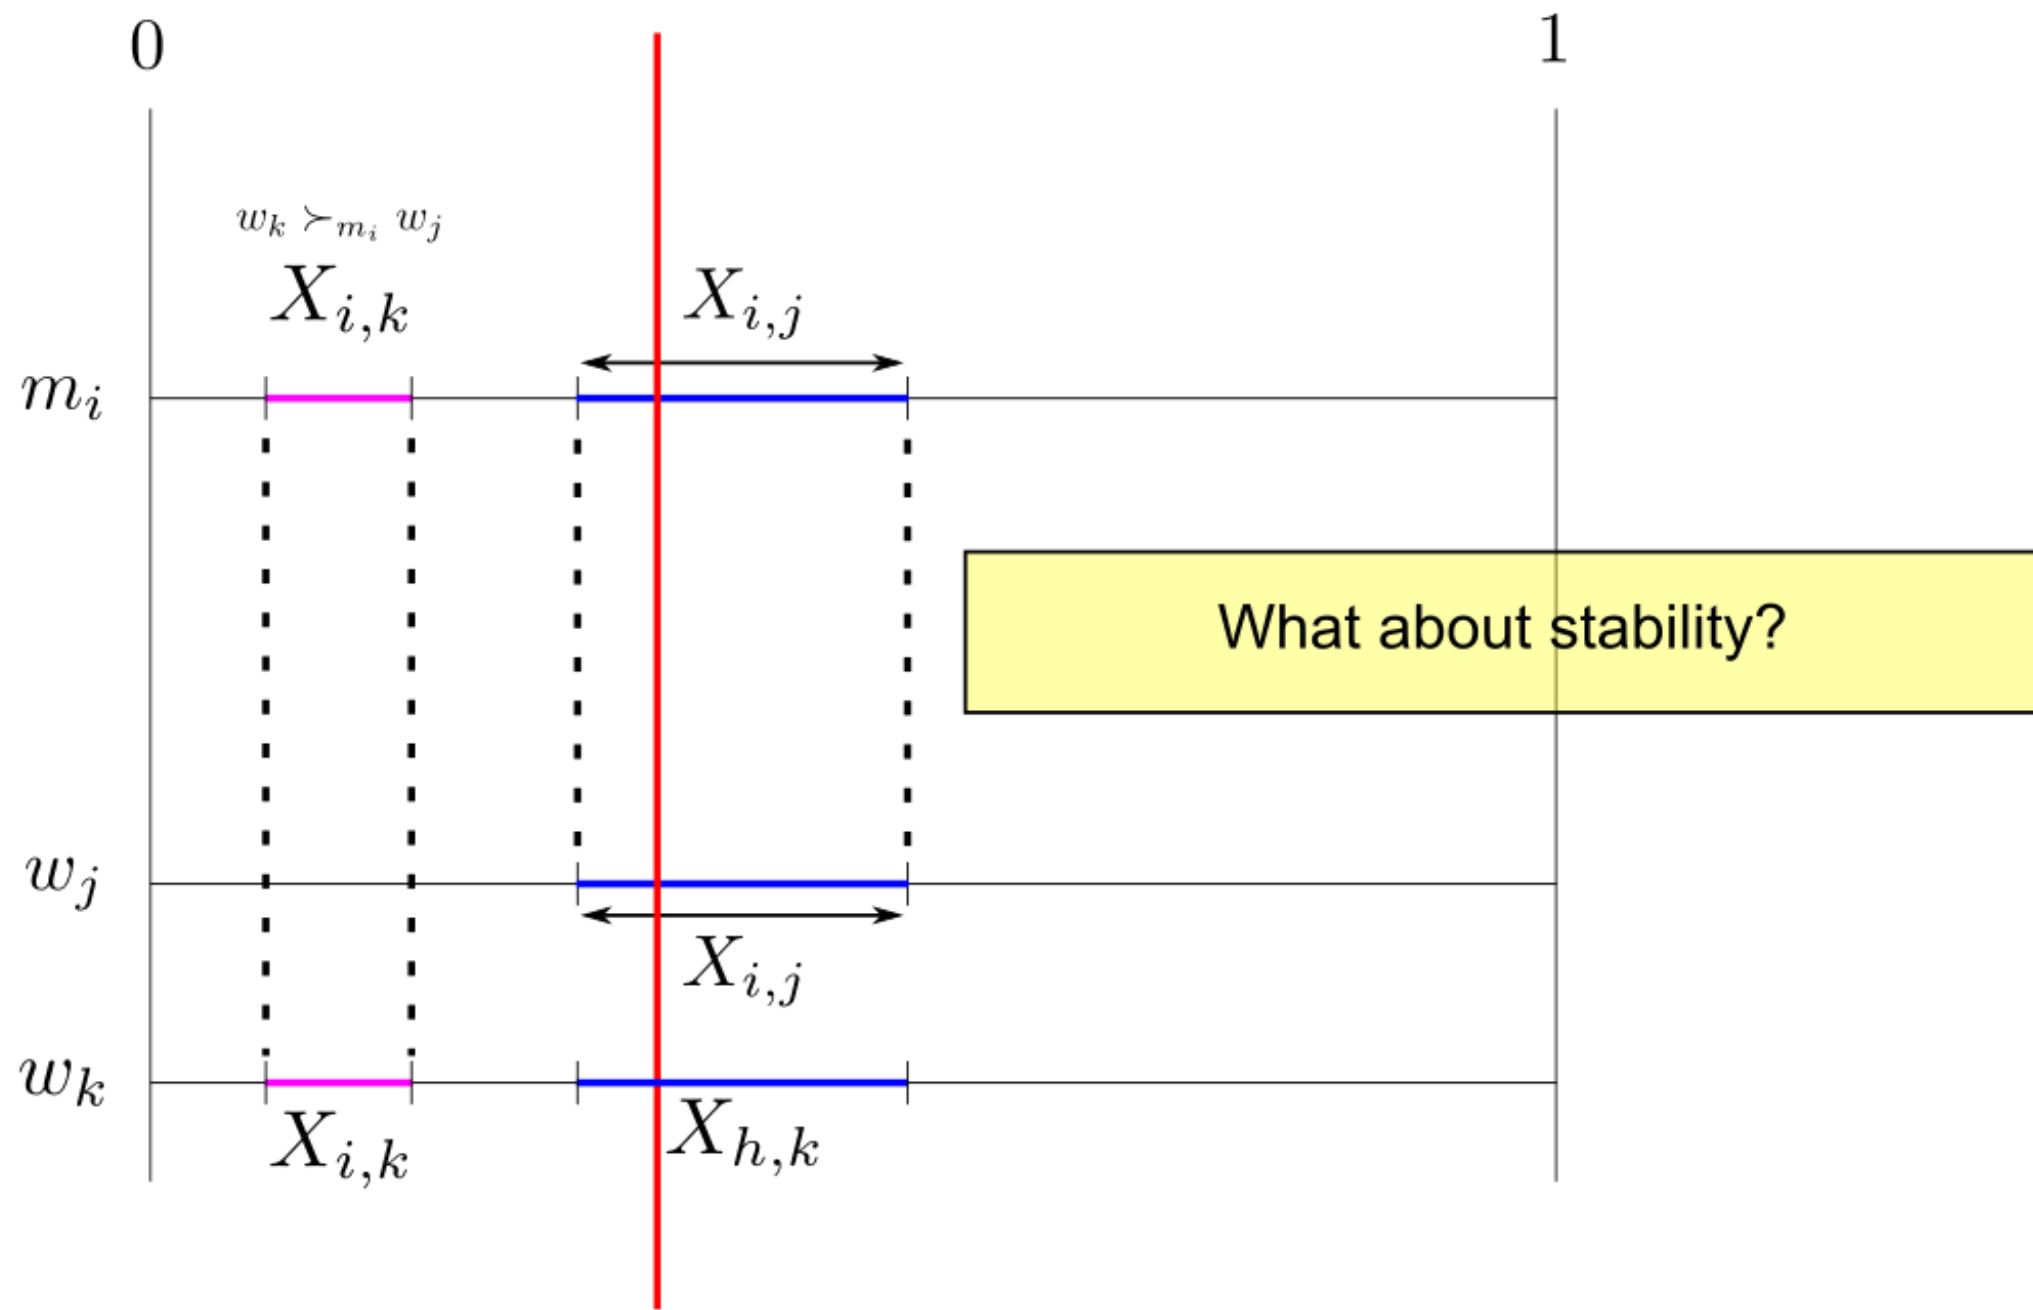 0
1
w_k ≻_{m_i} w_j
X_{i,k}
X_{i,j}
m_i
What about stability?
w_j
X_{i,j}
w_k
X_{i,k}
X_{h,k}